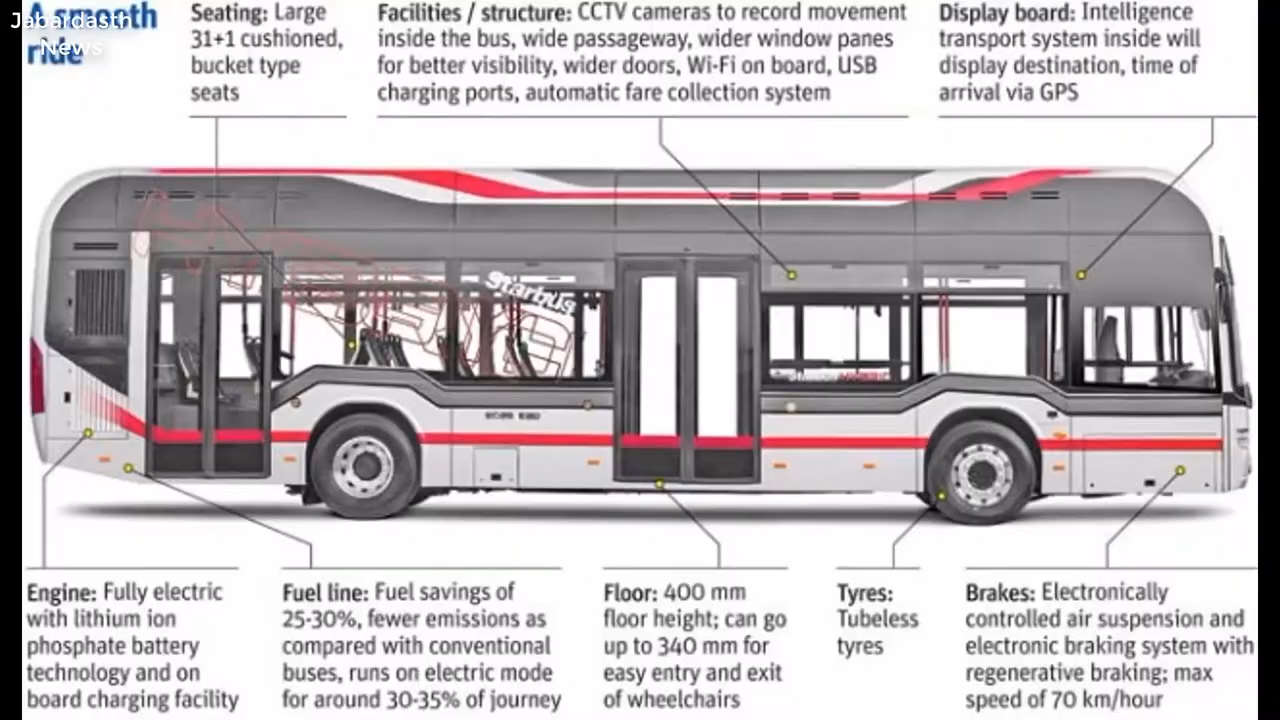 A smooth
ride
Jabardasth
News
Seating: Large
31+1 cushioned,
bucket type
seats
Facilities / structure: CCTV cameras to record movement
inside the bus, wide passageway, wider window panes
for better visibility, wider doors, Wi-Fi on board, USB
charging ports, automatic fare collection system
Display board: Intelligence
transport system inside will
display destination, time of
arrival via GPS
Starbus
Engine: Fully electric
with lithium ion
phosphate battery
technology and on
board charging facility
Fuel line: Fuel savings of
25-30%, fewer emissions as
compared with conventional
buses, runs on electric mode
for around 30-35% of journey
Floor: 400 mm
floor height; can go
up to 340 mm for
easy entry and exit
of wheelchairs
Tyres:
Tubeless
tyres
Brakes: Electronically
controlled air suspension and
electronic braking system with
regenerative braking; max
speed of 70 km/hour